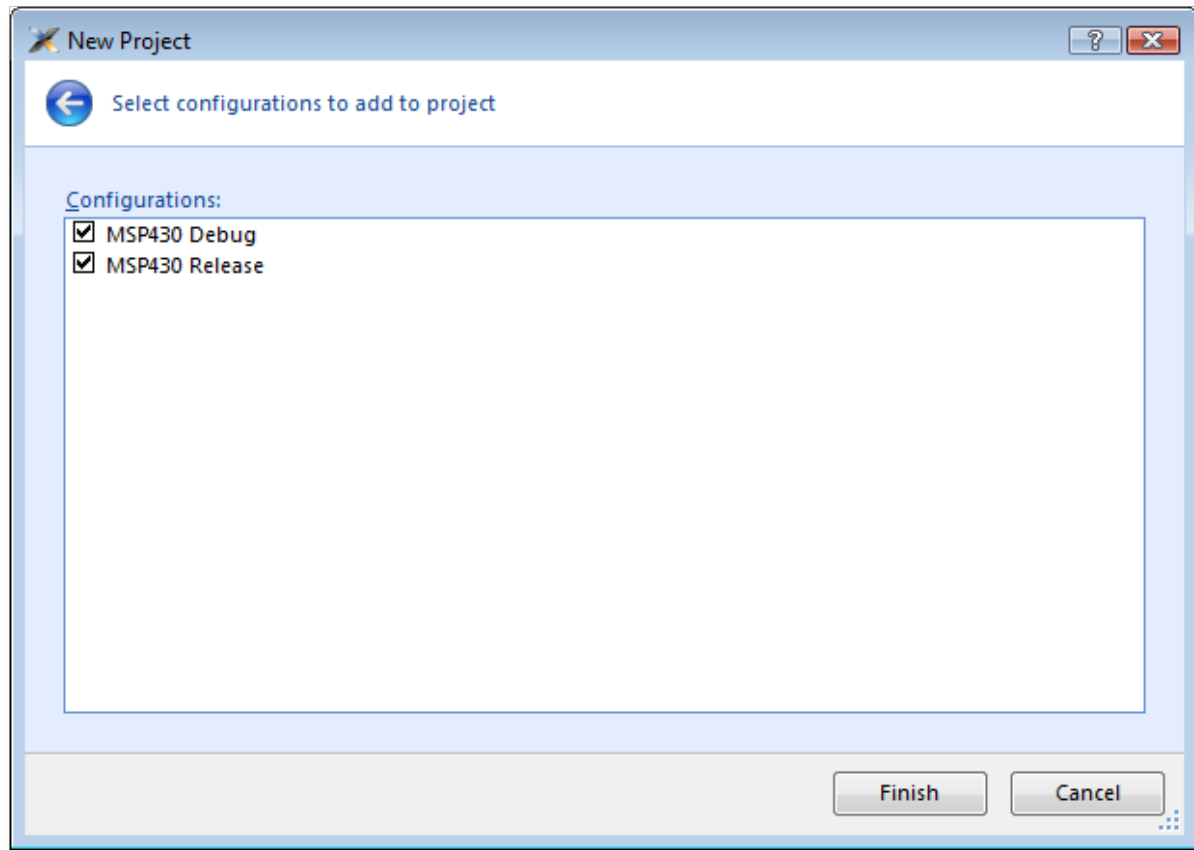 New Project
Select configurations to add to project
Configurations:
MSP430 Debug
MSP430 Release
Finish Cancel